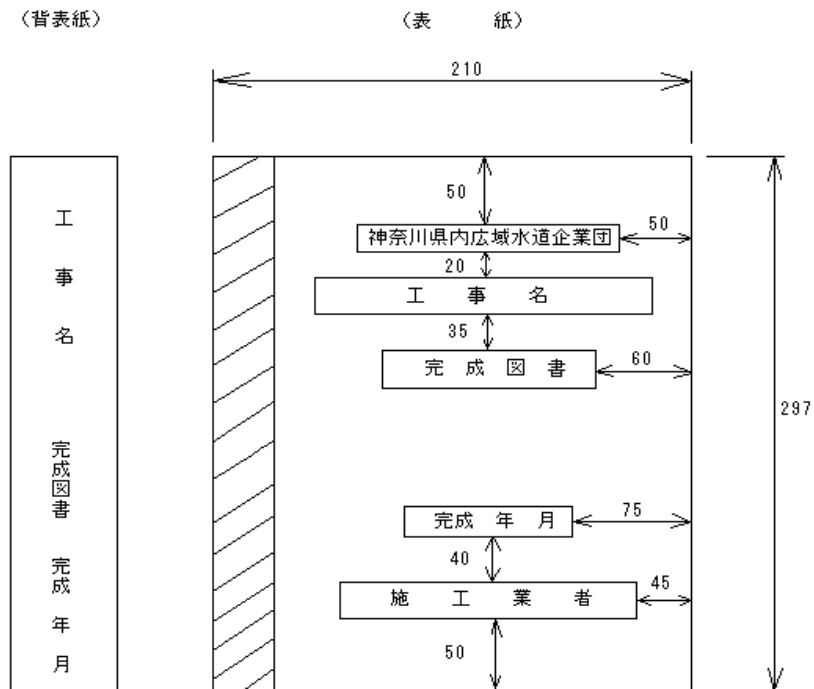 （背表紙）
（表　　紙）
210
50
神奈川県内広域水道企業団
50
20
工　事　名
35
完　成　図　書
60
297
完成　年　月
75
40
施　工　業　者
45
50
工　事　名　　完成図書　完成　年　月